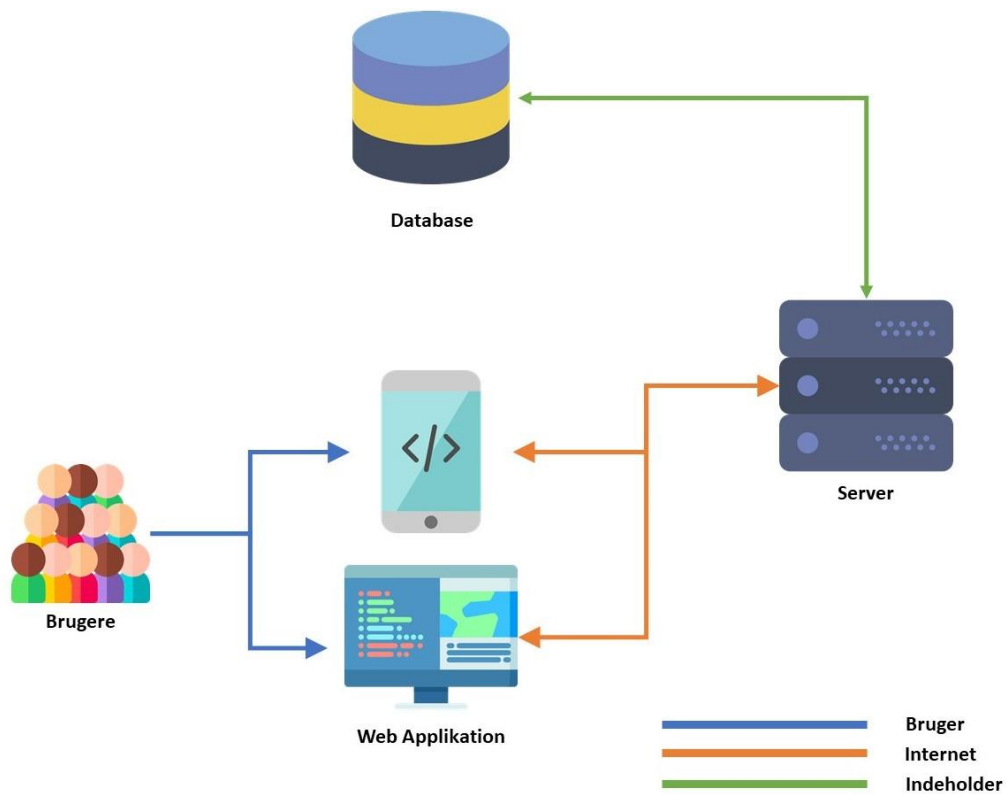 Database
Server
Brugere
Web Applikation
Bruger
Internet
Indeholder